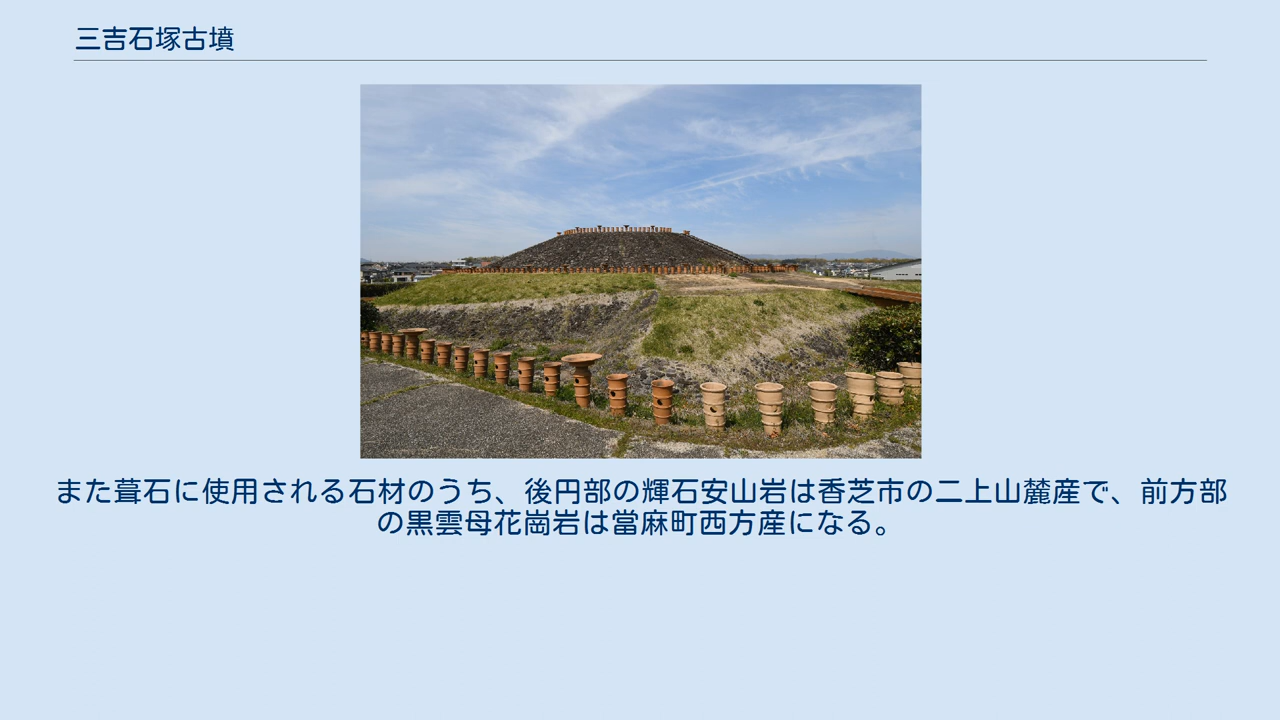 三吉石塚古墳
また葺石に使用される石材のうち、後円部の輝石安山岩は香芝市の二上山麓産で、前方部
の黒雲母花崗岩は當麻町西方産になる。